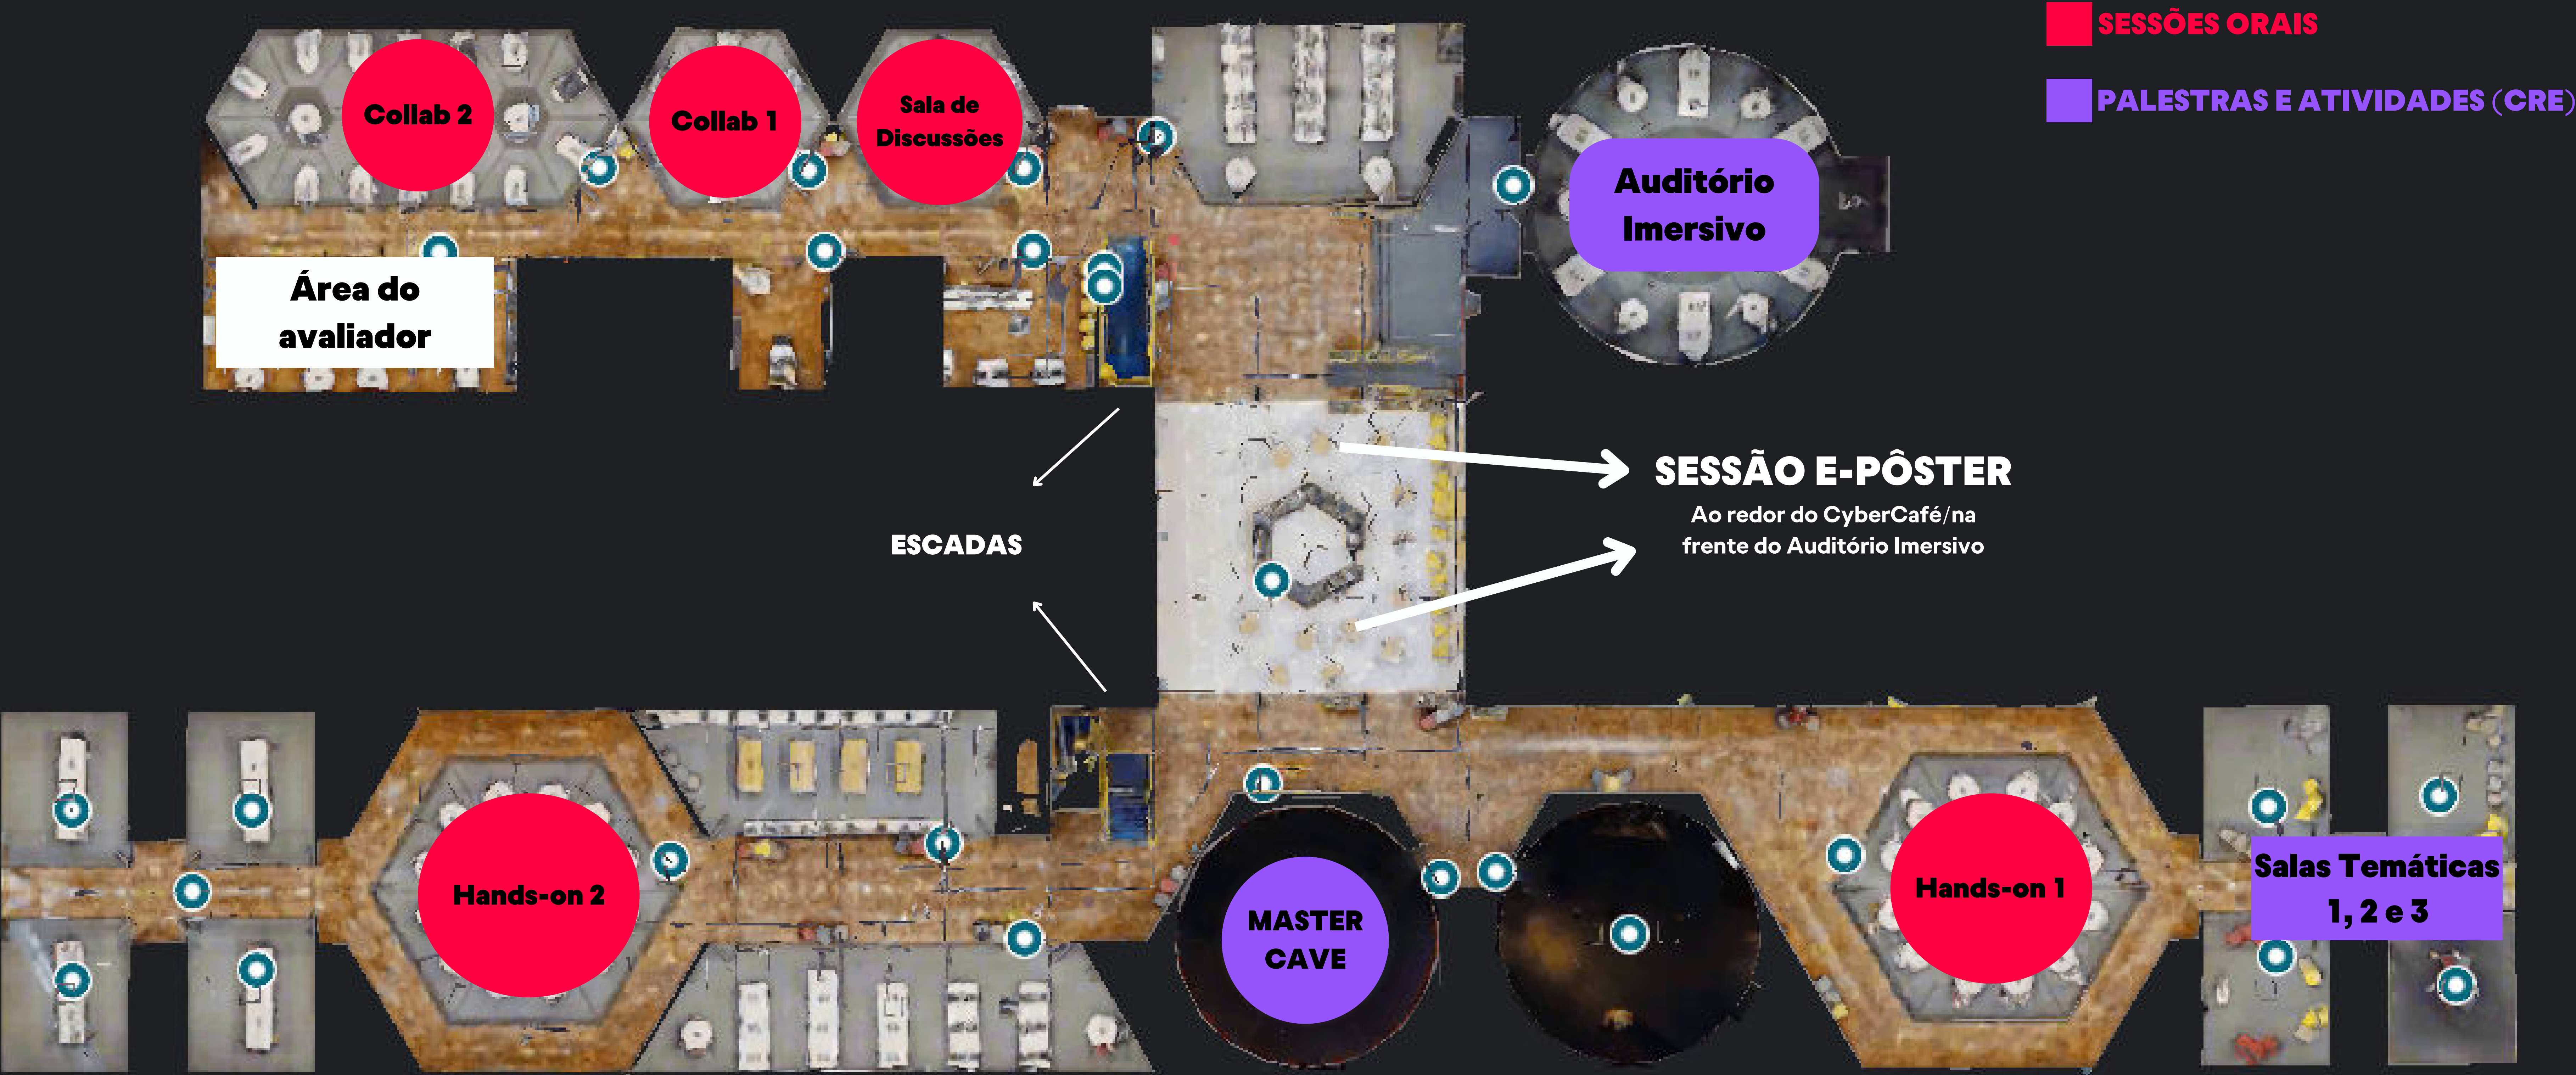 SESSÕES ORAIS
PALESTRAS E ATIVIDADES (CRE)
Collab 2
Collab 1
Sala de
Discussões
Auditório
Imersivo
Área do
avaliador
SESSÃO E-PÔSTER
Ao redor do CyberCafé/na
frente do Auditório Imersivo
ESCADAS
Hands-on 2
MASTER
CAVE
Hands-on 1
Salas Temáticas
1, 2 e 3